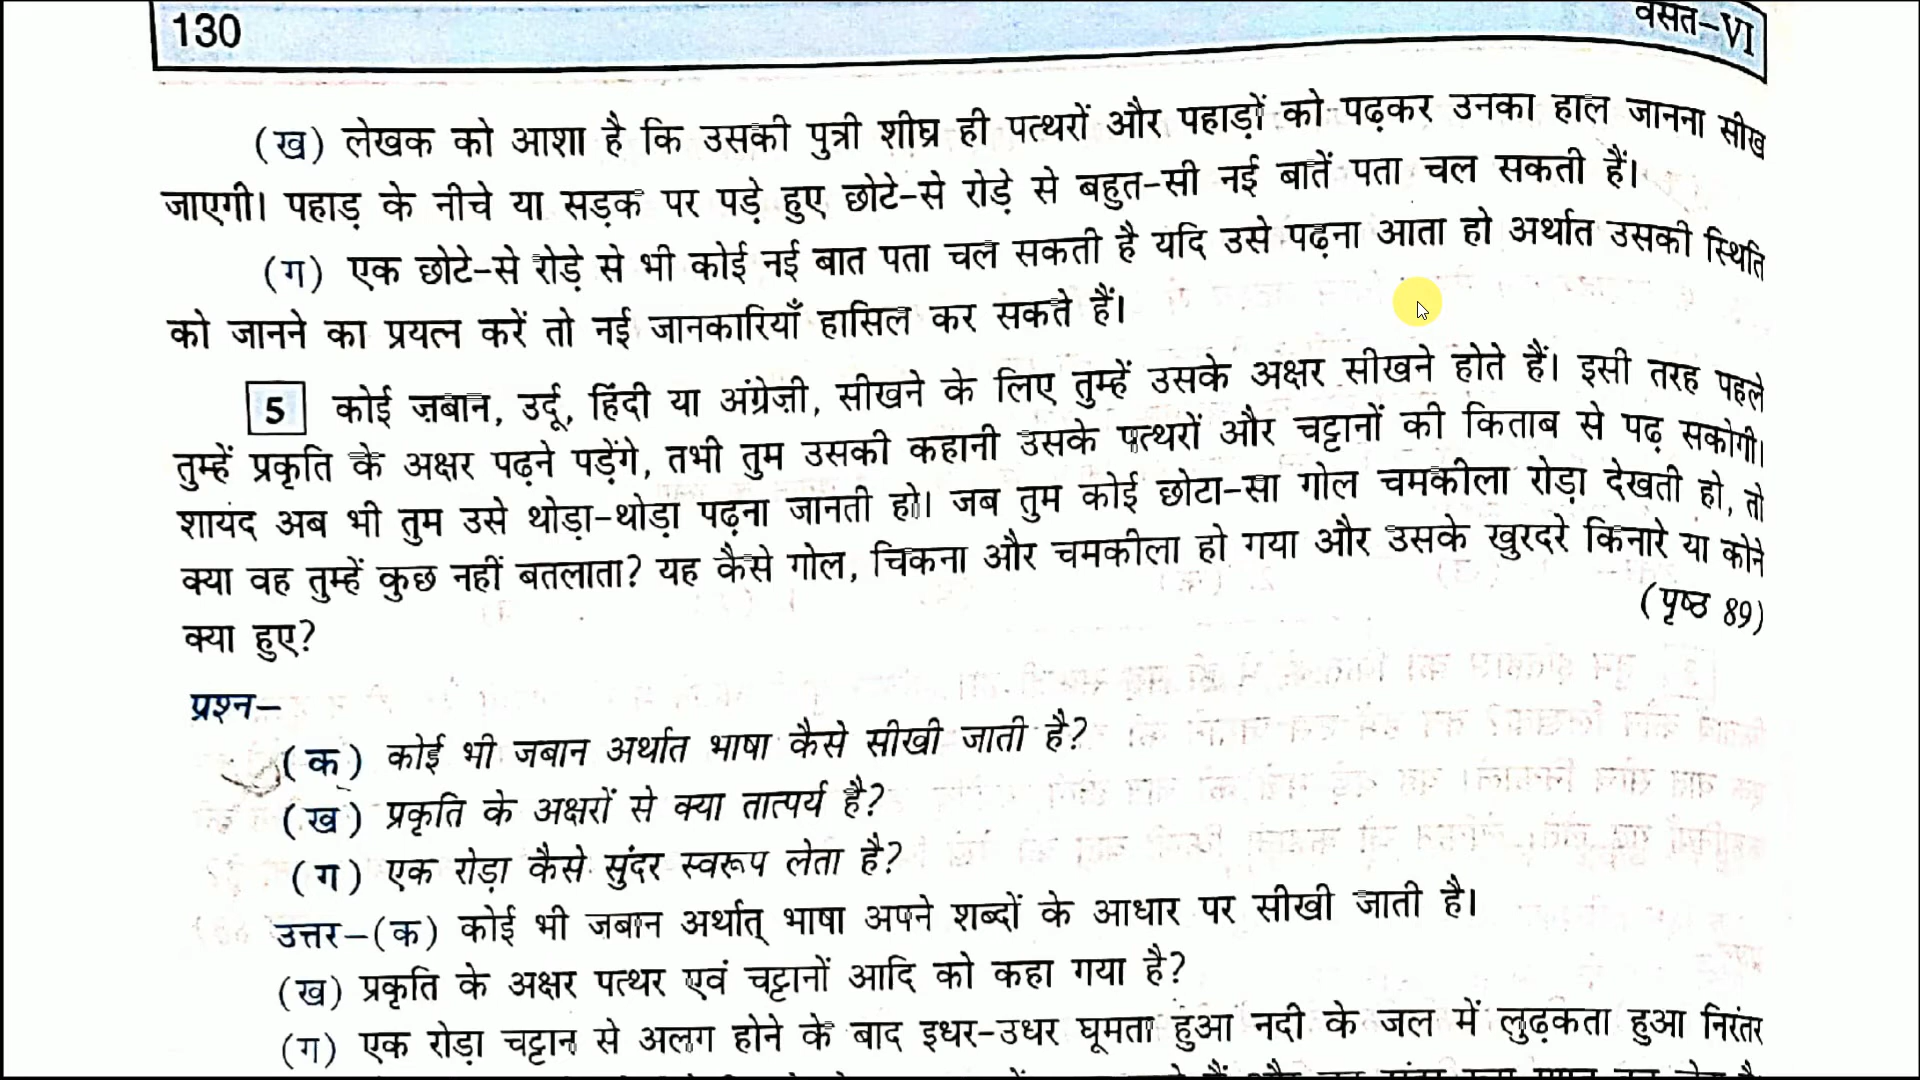 130
वसंत-VI
(ख) लेखक को आशा है कि उसकी पुत्री शीघ्र ही पत्थरों और पहाड़ों को पढ़कर उनका हाल जानना सीख
जाएगी। पहाड़ के नीचे या सड़क पर पड़े हुए छोटे-से रोड़े से बहुत-सी नई बातें पता चल सकती हैं।
(ग) एक छोटे-से रोड़े से भी कोई नई बात पता चल सकती है यदि उसे पढ़ना आता हो अर्थात उसकी स्थिति
को जानने का प्रयत्न करें तो नई जानकारियाँ हासिल कर सकते हैं।
5 कोई ज़बान, उर्दू, हिंदी या अंग्रेज़ी, सीखने के लिए तुम्हें उसके अक्षर सीखने होते हैं। इसी तरह पहले
तुम्हें प्रकृति के अक्षर पढ़ने पड़ेंगे, तभी तुम उसकी कहानी उसके पत्थरों और चट्टानों की किताब से पढ़ सकोगी।
शायद अब भी तुम उसे थोड़ा-थोड़ा पढ़ना जानती हो। जब तुम कोई छोटा-सा गोल चमकीला रोड़ा देखती हो, तो
क्या वह तुम्हें कुछ नहीं बतलाता? यह कैसे गोल, चिकना और चमकीला हो गया और उसके खुरदरे किनारे या कोने
क्या हुए?
(पृष्ठ 89)
प्रश्न-
(क) कोई भी जबान अर्थात भाषा कैसे सीखी जाती है?
(ख) प्रकृति के अक्षरों से क्या तात्पर्य है?
(ग) एक रोड़ा कैसे सुंदर स्वरूप लेता है?
उत्तर-(क) कोई भी जबान अर्थात् भाषा अपने शब्दों के आधार पर सीखी जाती है।
(ख) प्रकृति के अक्षर पत्थर एवं चट्टानों आदि को कहा गया है?
(ग) एक रोड़ा चट्टान से अलग होने के बाद इधर-उधर घूमता हुआ नदी के जल में लुढ़कता हुआ निरंतर